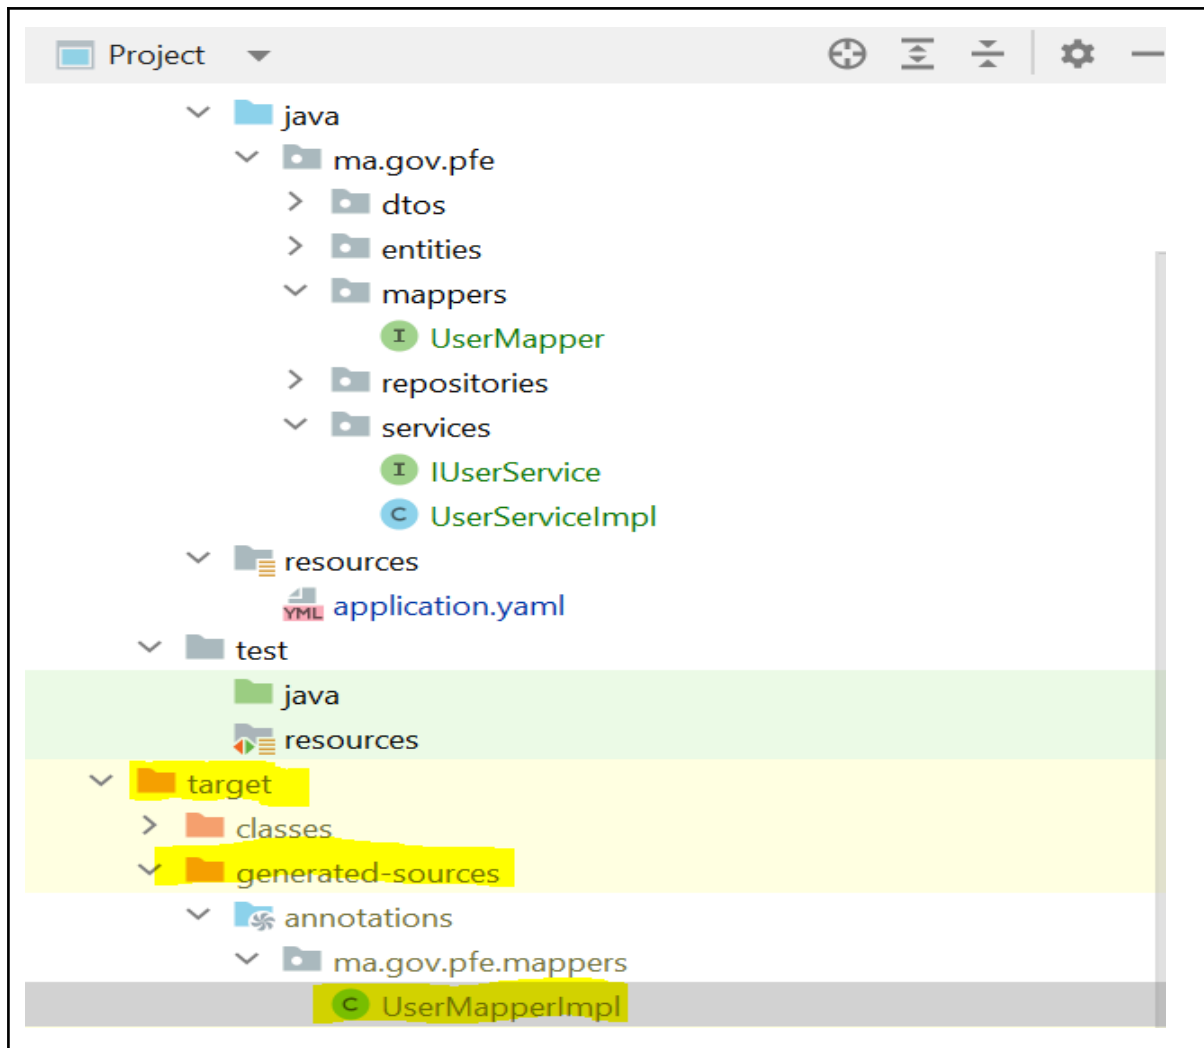 Project
java
ma.gov.pfe
dtos
entities
mappers
I UserMapper
repositories
services
I IUserService
C UserServiceImpl
resources
YML application.yaml
test
java
resources
target
classes
generated-sources
annotations
ma.gov.pfe.mappers
C UserMapperImpl